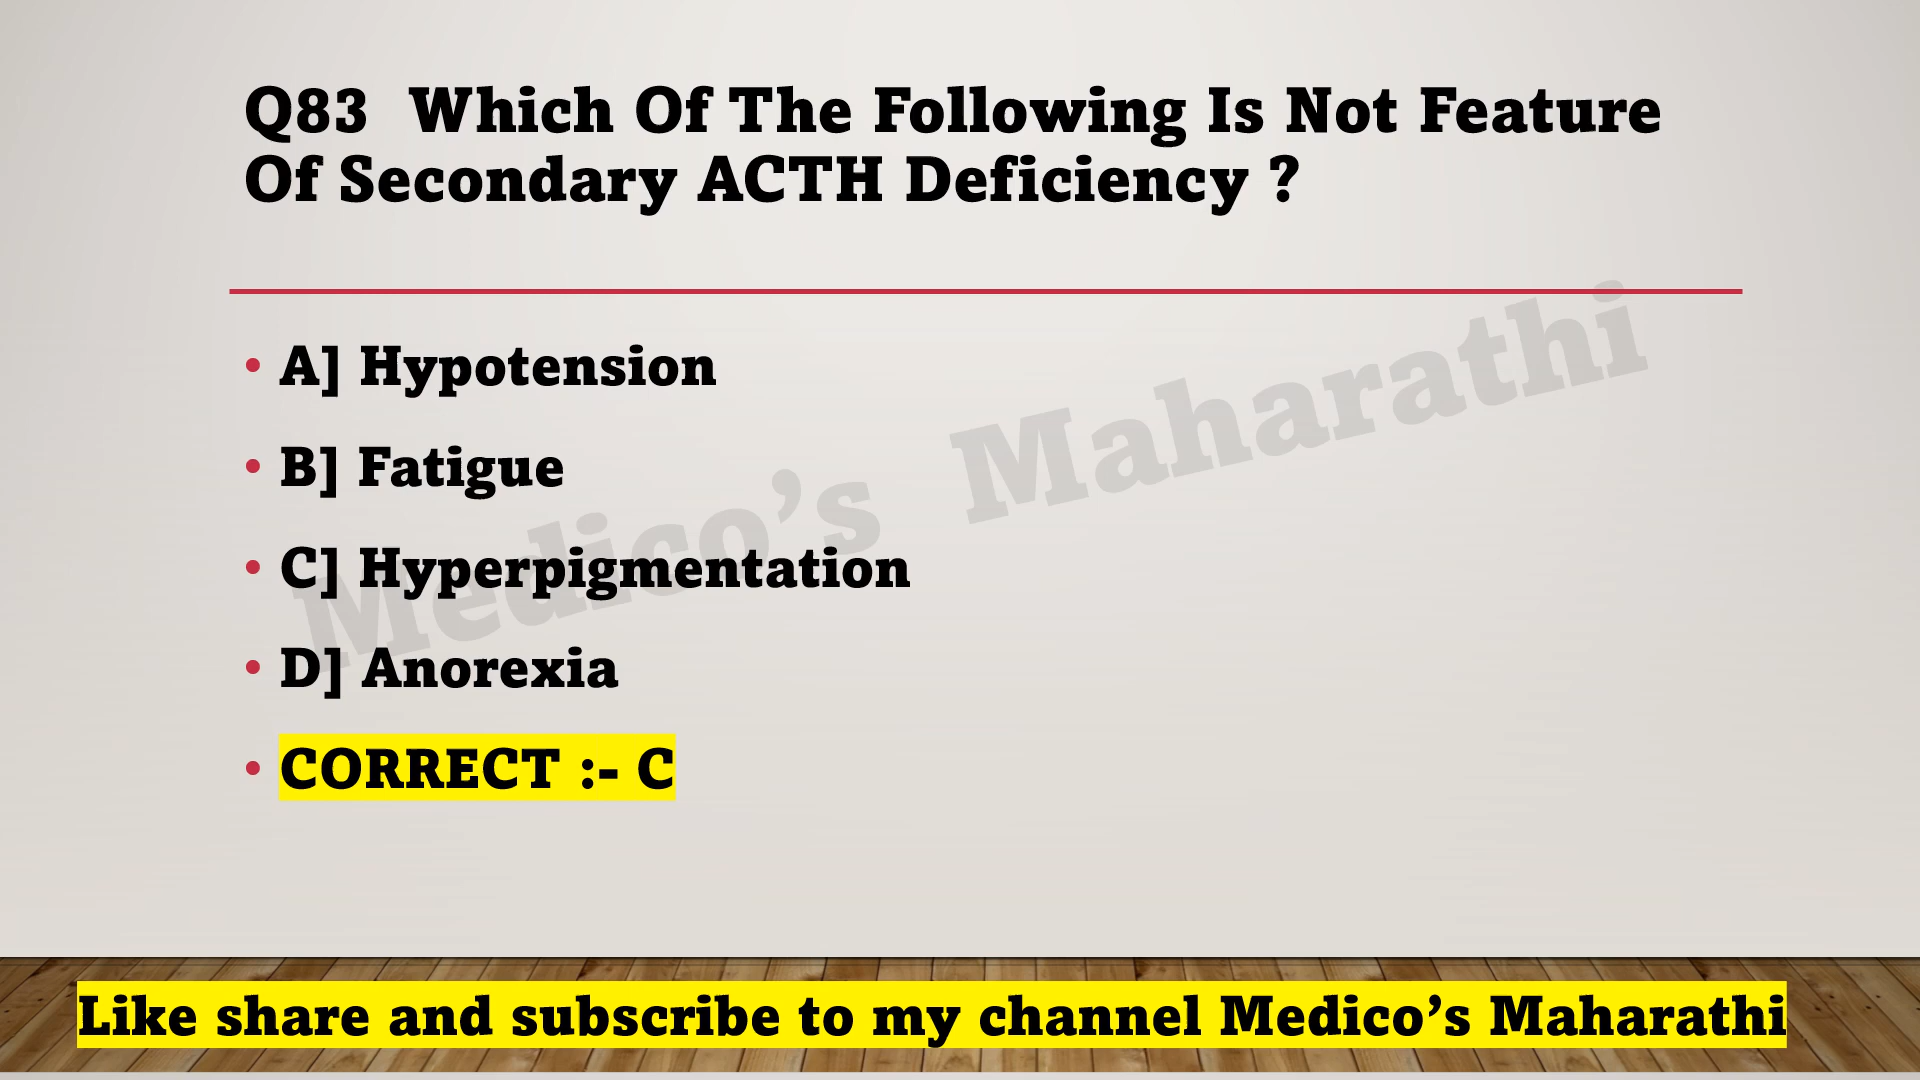 Q83  Which Of The Following Is Not Feature
Of Secondary ACTH Deficiency ?
• A] Hypotension
• B] Fatigue
• C] Hyperpigmentation
• D] Anorexia
• CORRECT :- C
Medico’s Maharathi
Like share and subscribe to my channel Medico’s Maharathi